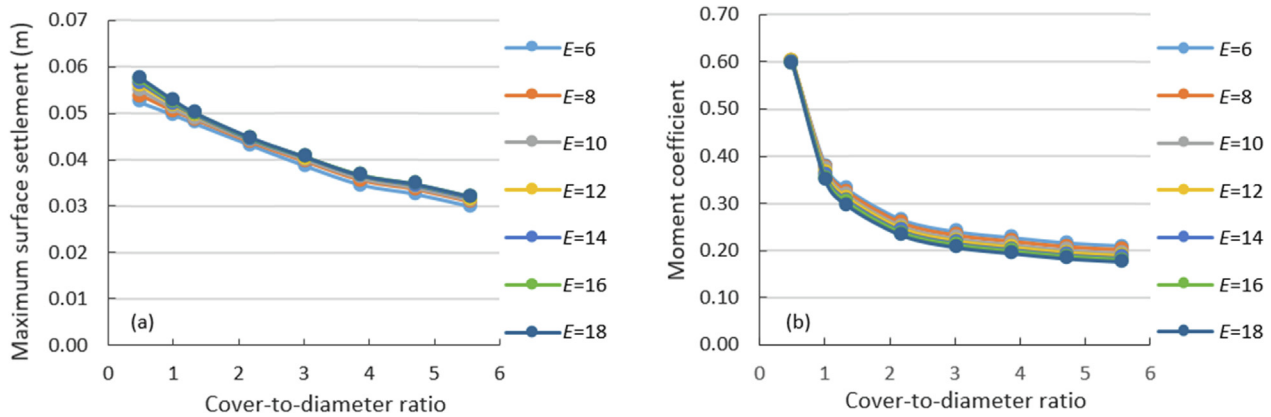 Maximum surface settlement (m)
0.07
0.06
0.05
0.04
0.03
0.02
0.01
0.00
0 1 2 3 4 5 6
Cover-to-diameter ratio
(a)
E=6
E=8
E=10
E=12
E=14
E=16
E=18
Moment coefficient
0.70
0.60
0.50
0.40
0.30
0.20
0.10
0.00
0 1 2 3 4 5 6
Cover-to-diameter ratio
(b)
E=6
E=8
E=10
E=12
E=14
E=16
E=18